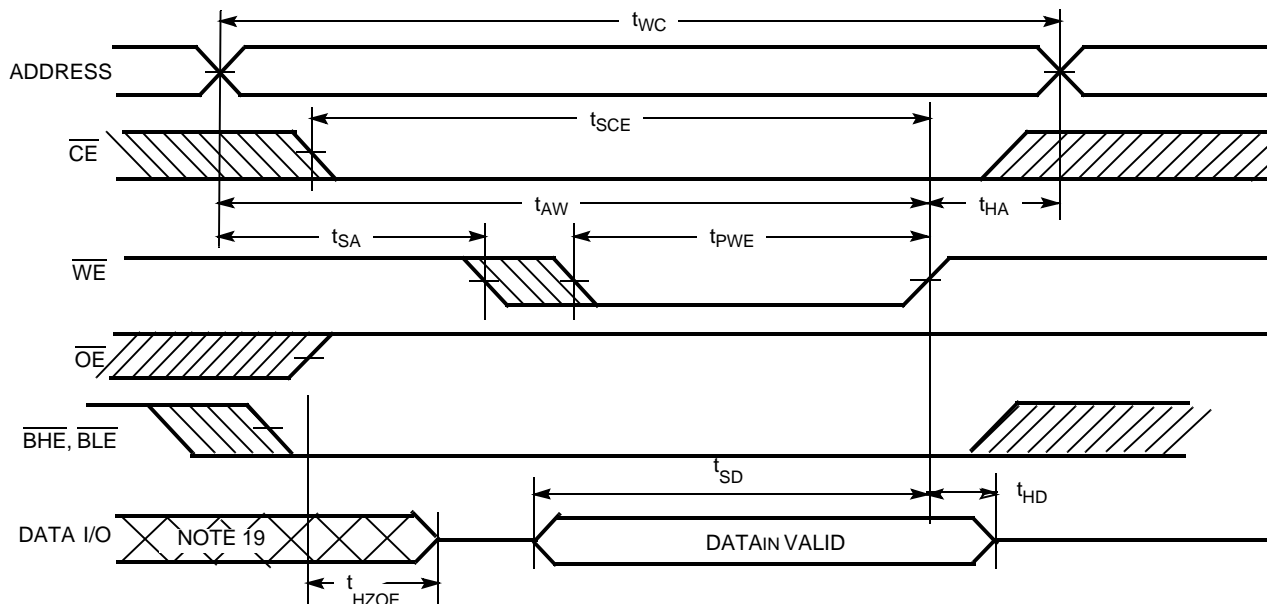 tWC
ADDRESS
tSCE
CE
tAW
tHA
tSA
tPWE
WE
OE
BHE, BLE
tSD
tHD
DATA I/O
NOTE 19
DATAIN VALID
tHZOE